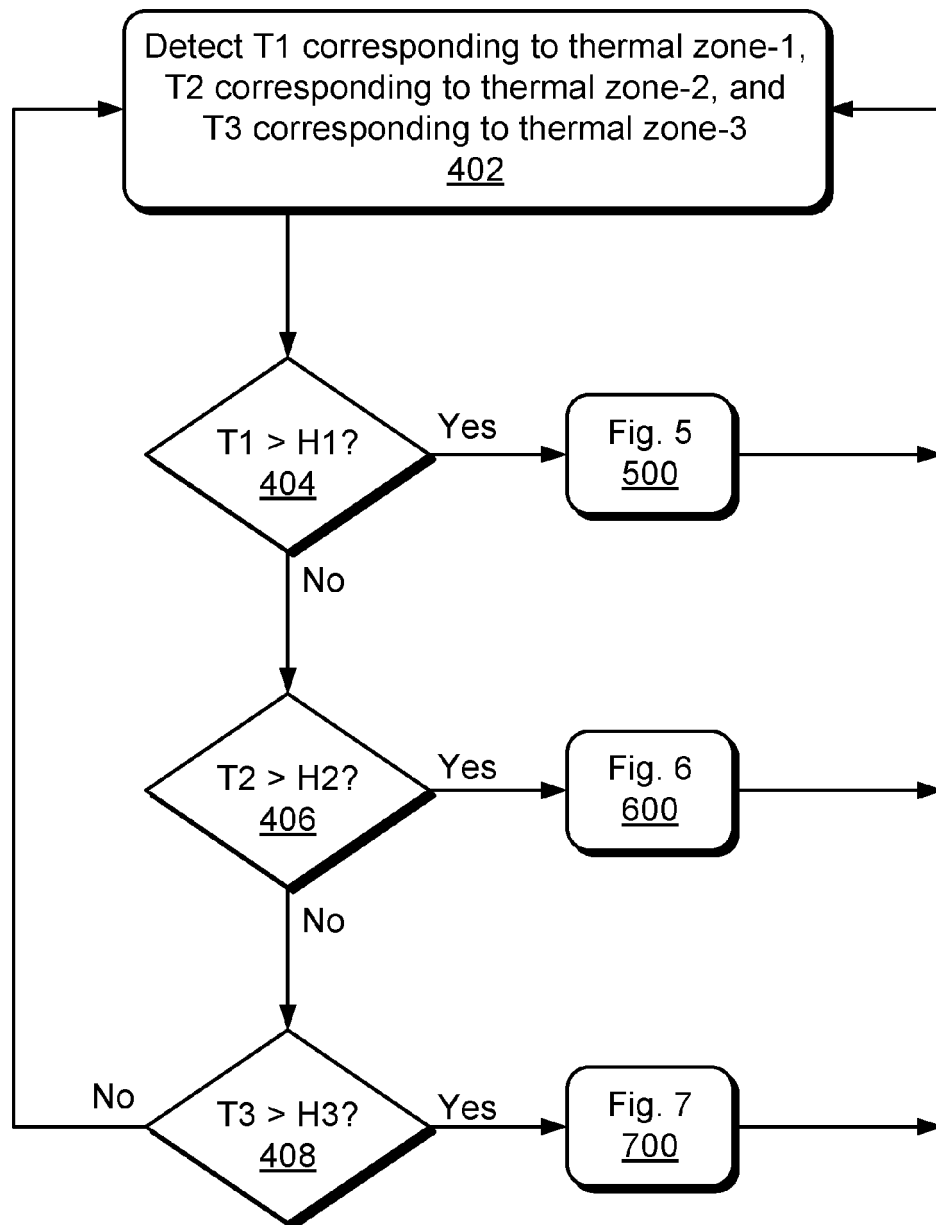 Detect T1 corresponding to thermal zone-1,
T2 corresponding to thermal zone-2, and
T3 corresponding to thermal zone-3
402
T1 > H1?
404
Yes
Fig. 5
500
No
T2 > H2?
406
Yes
Fig. 6
600
No
No
T3 > H3?
408
Yes
Fig. 7
700